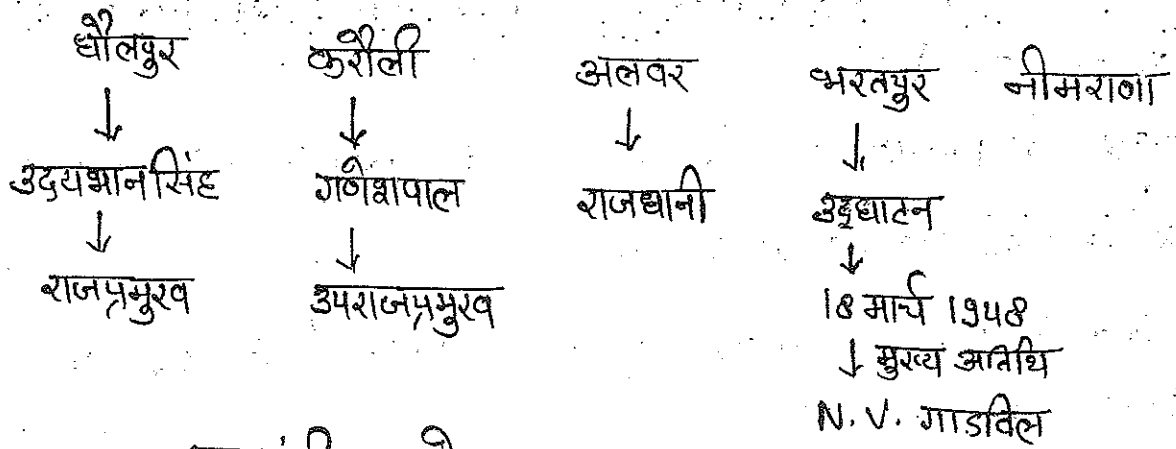 धौलपुर करौली अलवर भरतपुर नीमराणा
↓ ↓ ↓ ↓
उदयभानसिंह गणेशपाल राजधानी उद्घाटन
↓ ↓ ↓
राजप्रमुख उपराजप्रमुख 18 मार्च 1948
↓ मुख्य अतिथि
N. V. गाडविल